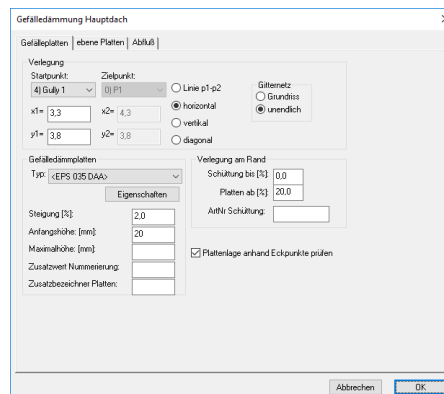 Gefälledämmung Hauptdach
Gefälleplatten ebene Platten Abfluß
Verlegung
Startpunkt: Zielpunkt:
4) Gully 1 0) P1
x1= 3,3 x2= 4,3
y1= 3,8 y2= 3,8
Linie p1-p2
horizontal
vertikal
diagonal
Gitternetz
Grundriss
unendlich
Gefälledämmplatten
Typ: <EPS 035 DAA>
Eigenschaften
Steigung [%]: 2,0
Anfangshöhe: [mm]: 20
Maximalhöhe: [mm]:
Zusatzwert Nummerierung:
Zusatzbezeichner Platten:
Verlegung am Rand
Schüttung bis [%]: 0,0
Platten ab [%]: 20,0
ArtNr Schüttung:
Plattenlage anhand Eckpunkte prüfen
Abbrechen OK